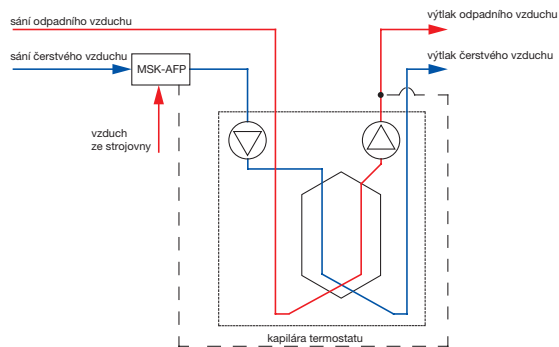 sání odpadního vzduchu
výtlak odpadního vzduchu
sání čerstvého vzduchu
výtlak čerstvého vzduchu
MSK-AFP
vzduch
ze strojovny
kapilára termostatu